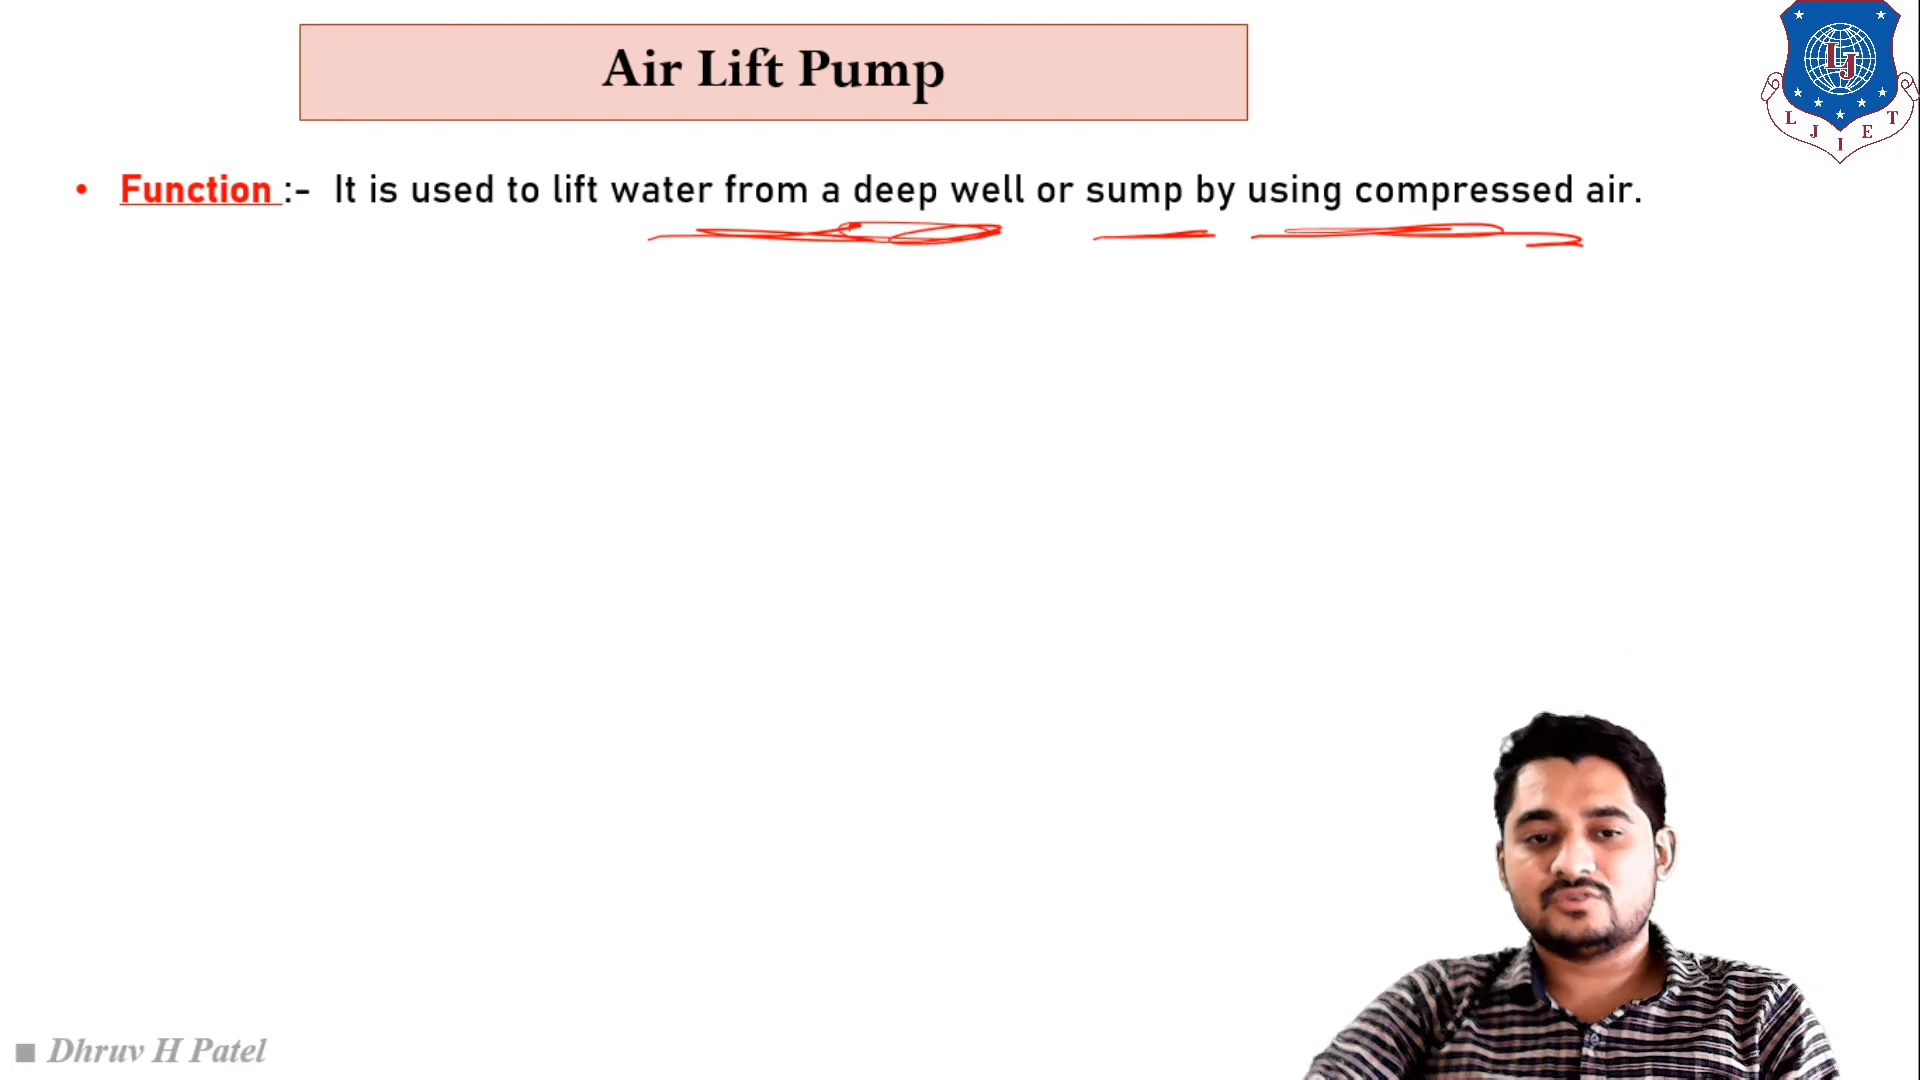 Air Lift Pump
LJ
L J I E T
• Function :- It is used to lift water from a deep well or sump by using compressed air.
■ Dhruv H Patel